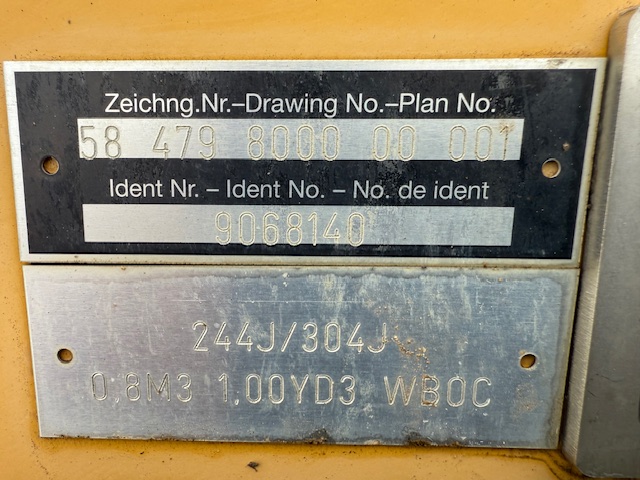 Zeichng.Nr.-Drawing No.-Plan No.
58 479 8000 00 001
Ident Nr. - Ident No. - No. de ident
9068140
244J/304J
0,8M3 1,00YD3 WBOC